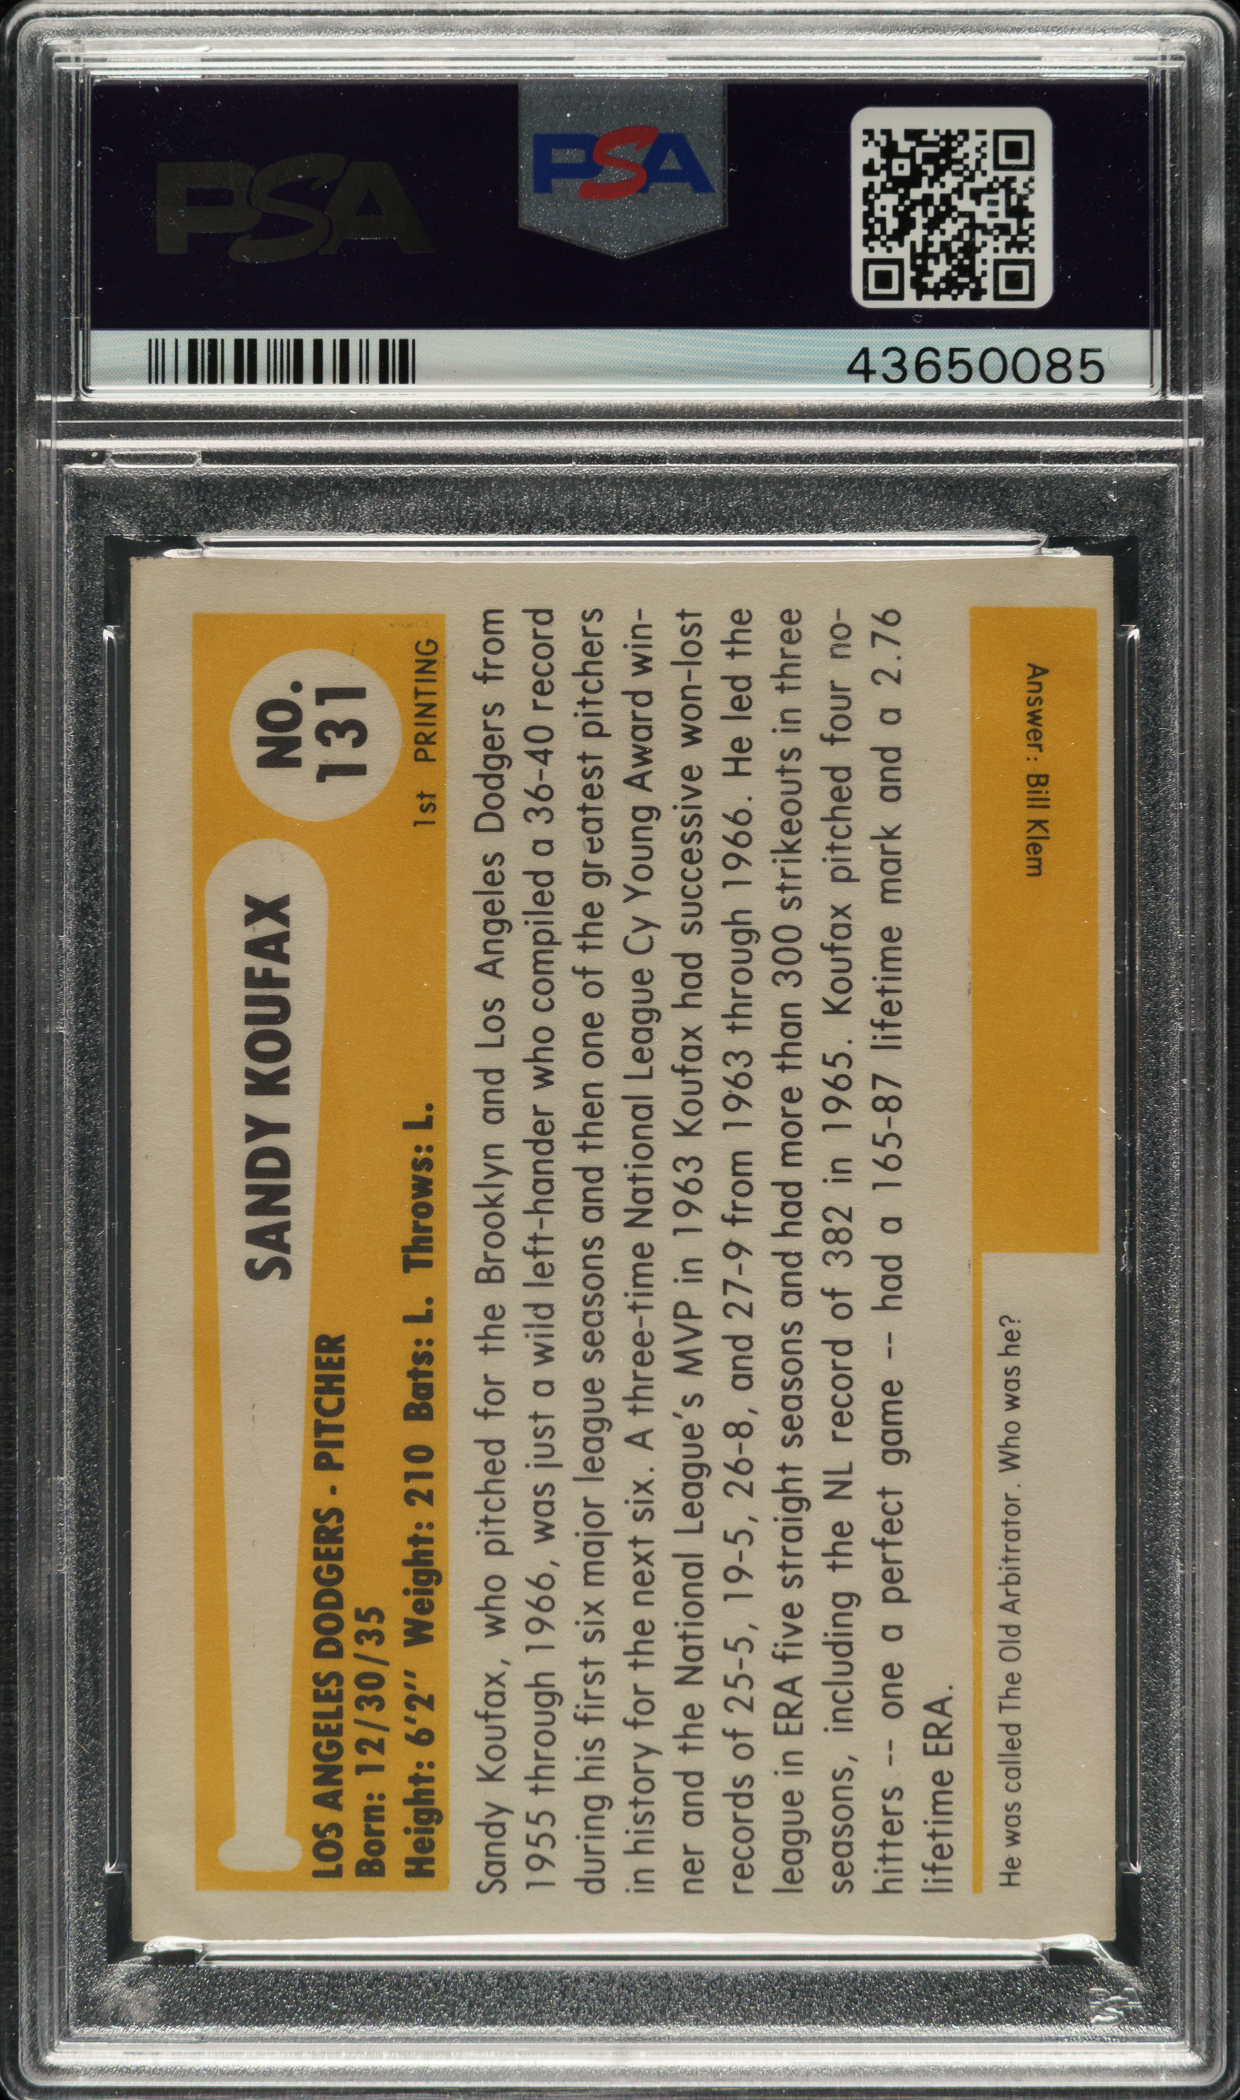 PSA
PSA
43650085
NO.
131
1st PRINTING
SANDY KOUFAX
LOS ANGELES DODGERS - PITCHER
Born: 12/30/35
Height: 6'2" Weight: 210 Bats: L. Throws: L.
Sandy Koufax, who pitched for the Brooklyn and Los Angeles Dodgers from
1955 through 1966, was just a wild left-hander who compiled a 36-40 record
during his first six major league seasons and then one of the greatest pitchers
in history for the next six. A three-time National League Cy Young Award win-
ner and the National League's MVP in 1963 Koufax had successive won-lost
records of 25-5, 19-5, 26-8, and 27-9 from 1963 through 1966. He led the
league in ERA five straight seasons and had more than 300 strikeouts in three
seasons, including the NL record of 382 in 1965. Koufax pitched four no-
hitters -- one a perfect game -- had a 165-87 lifetime mark and a 2.76
lifetime ERA.
He was called The Old Arbitrator. Who was he?
Answer: Bill Klem